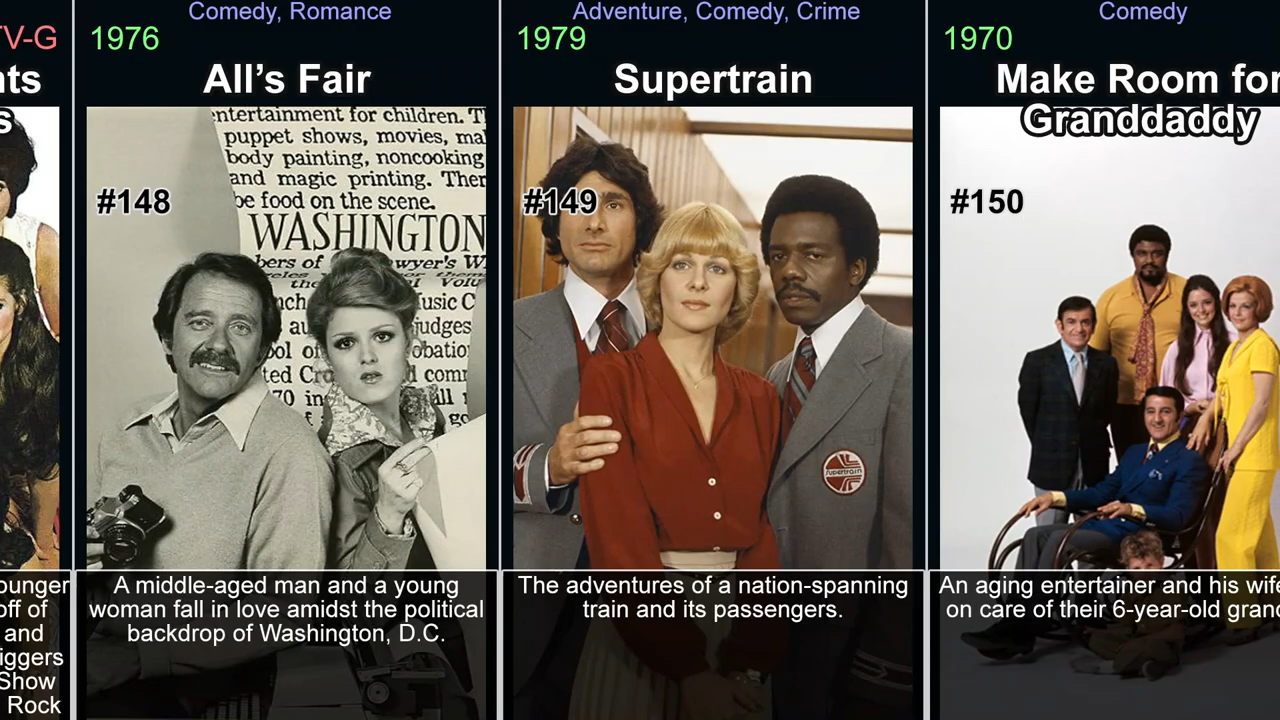 TV-G
nts
s
ounger
off of
and
iggers
Show
Rock
Comedy, Romance
1976
All's Fair
entertainment for children. T
puppet shows, movies, mal
body painting, noncooking
and magic printing. Ther
be food on the scene.
WASHINGTON
#148
A middle-aged man and a young
woman fall in love amidst the political
backdrop of Washington, D.C.
Adventure, Comedy, Crime
1979
Supertrain
#149
Supertrain
The adventures of a nation-spanning
train and its passengers.
Comedy
1970
Make Room for
Granddaddy
#150
An aging entertainer and his wife
on care of their 6-year-old grand